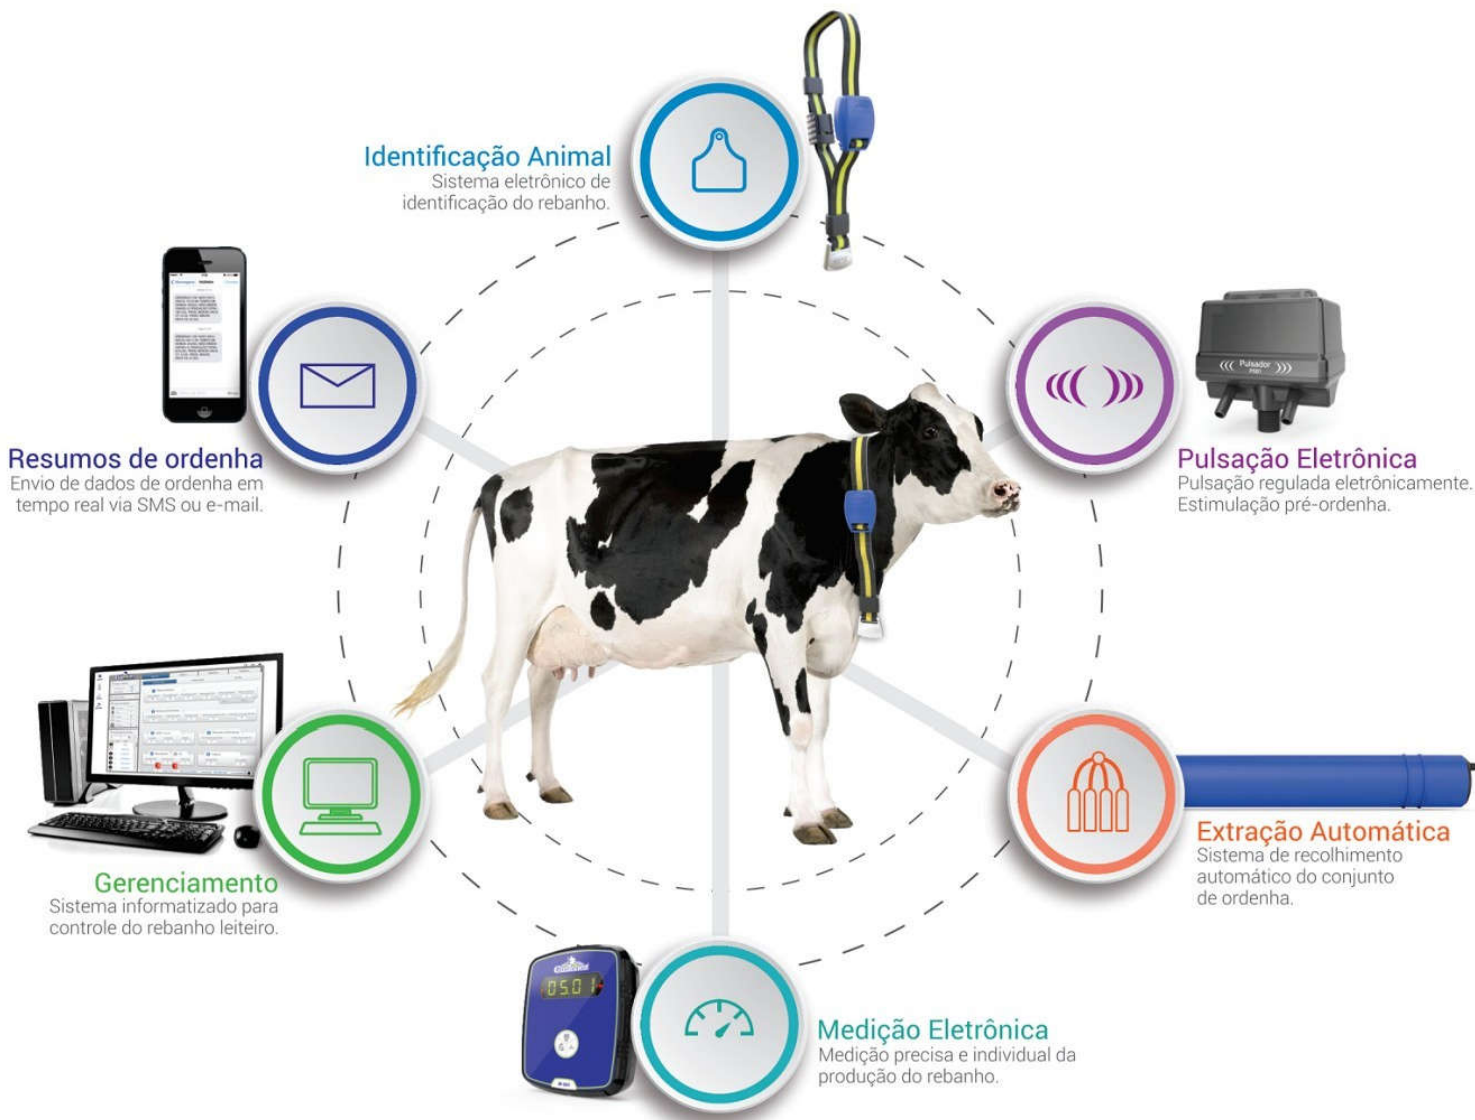 Identificação Animal
Sistema eletrônico de
identificação do rebanho.
Pulsador
Pulsação Eletrônica
Pulsação regulada eletrônicamente.
Estimulação pré-ordenha.
Resumos de ordenha
Envio de dados de ordenha em
tempo real via SMS ou e-mail.
Extração Automática
Sistema de recolhimento
automático do conjunto
de ordenha.
Gerenciamento
Sistema informatizado para
controle do rebanho leiteiro.
05.01
Medição Eletrônica
Medição precisa e individual da
produção do rebanho.